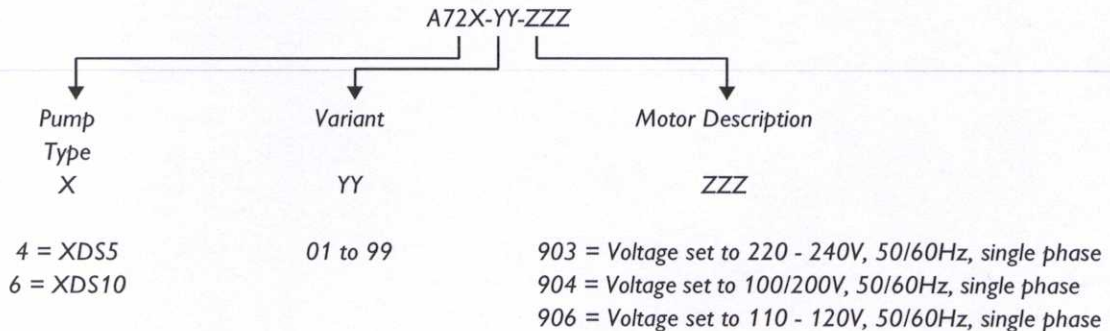 A72X-YY-ZZZ
Pump
Type
X
Variant
YY
Motor Description
ZZZ
4 = XDS5
6 = XDS10
01 to 99
903 = Voltage set to 220 - 240V, 50/60Hz, single phase
904 = Voltage set to 100/200V, 50/60Hz, single phase
906 = Voltage set to 110 - 120V, 50/60Hz, single phase